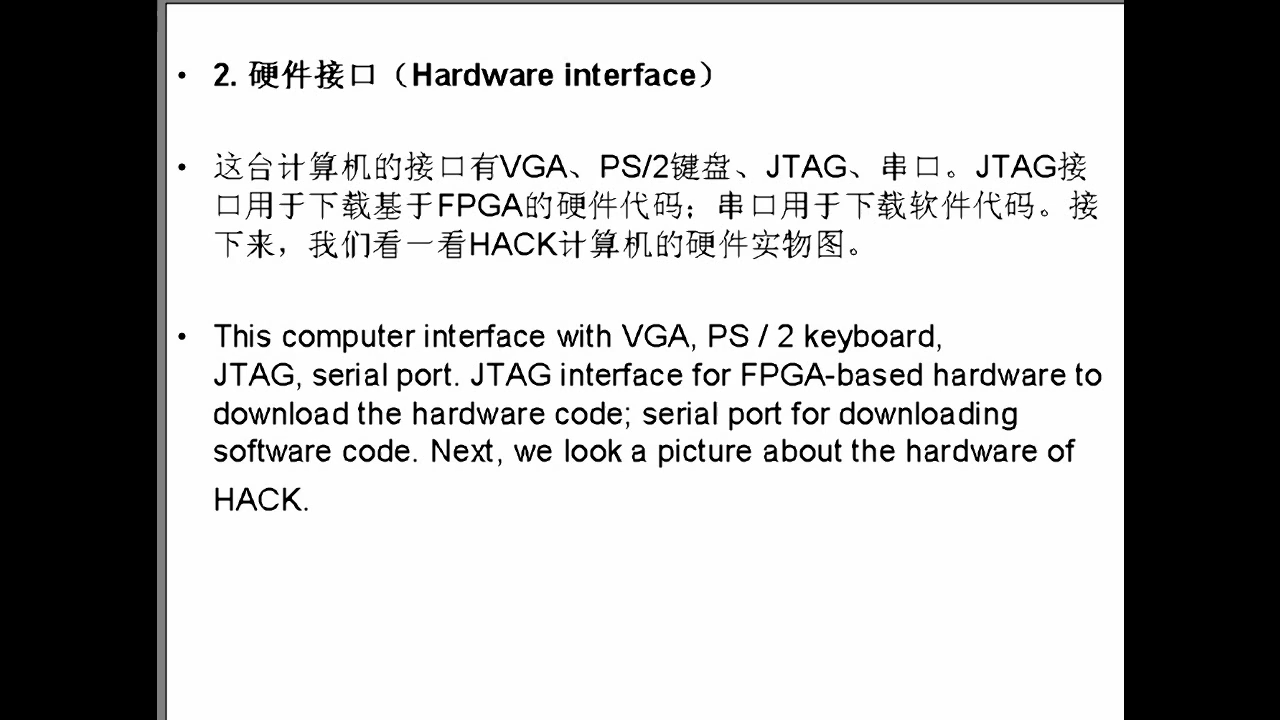 • 2. 硬件接口（Hardware interface）
• 这台计算机的接口有VGA、PS/2键盘、JTAG、串口。JTAG接
口用于下载基于FPGA的硬件代码；串口用于下载软件代码。接
下来，我们看一看HACK计算机的硬件实物图。
• This computer interface with VGA, PS / 2 keyboard,
JTAG, serial port. JTAG interface for FPGA-based hardware to
download the hardware code; serial port for downloading
software code. Next, we look a picture about the hardware of
HACK.